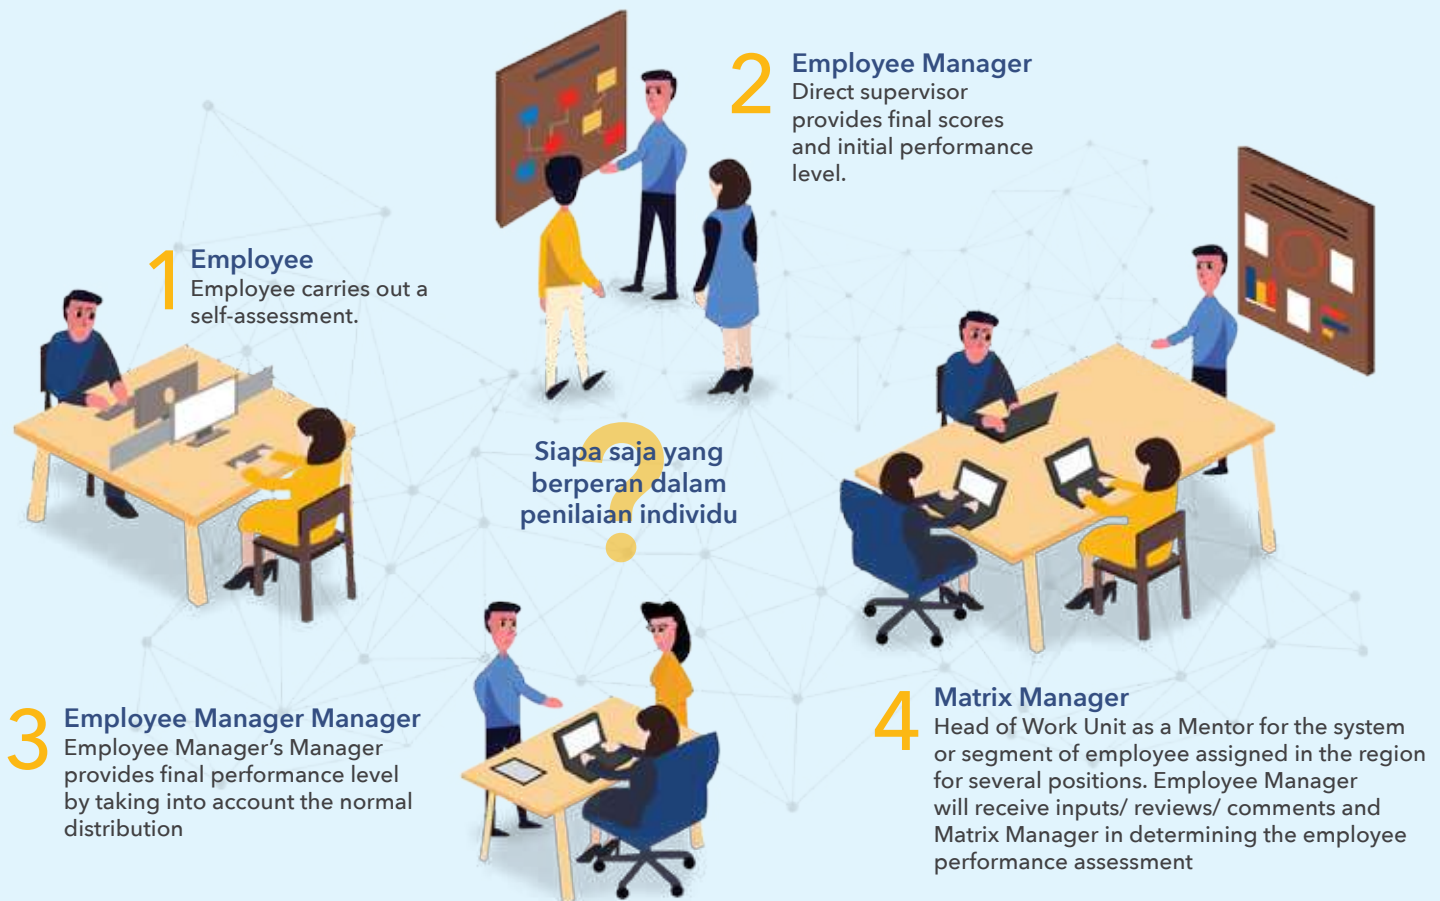 1
Employee
Employee carries out a
self-assessment.
2
Employee Manager
Direct supervisor
provides final scores
and initial performance
level.
?
Siapa saja yang
berperan dalam
penilaian individu
3
Employee Manager Manager
Employee Manager’s Manager
provides final performance level
by taking into account the normal
distribution
4
Matrix Manager
Head of Work Unit as a Mentor for the system
or segment of employee assigned in the region
for several positions. Employee Manager
will receive inputs/ reviews/ comments and
Matrix Manager in determining the employee
performance assessment